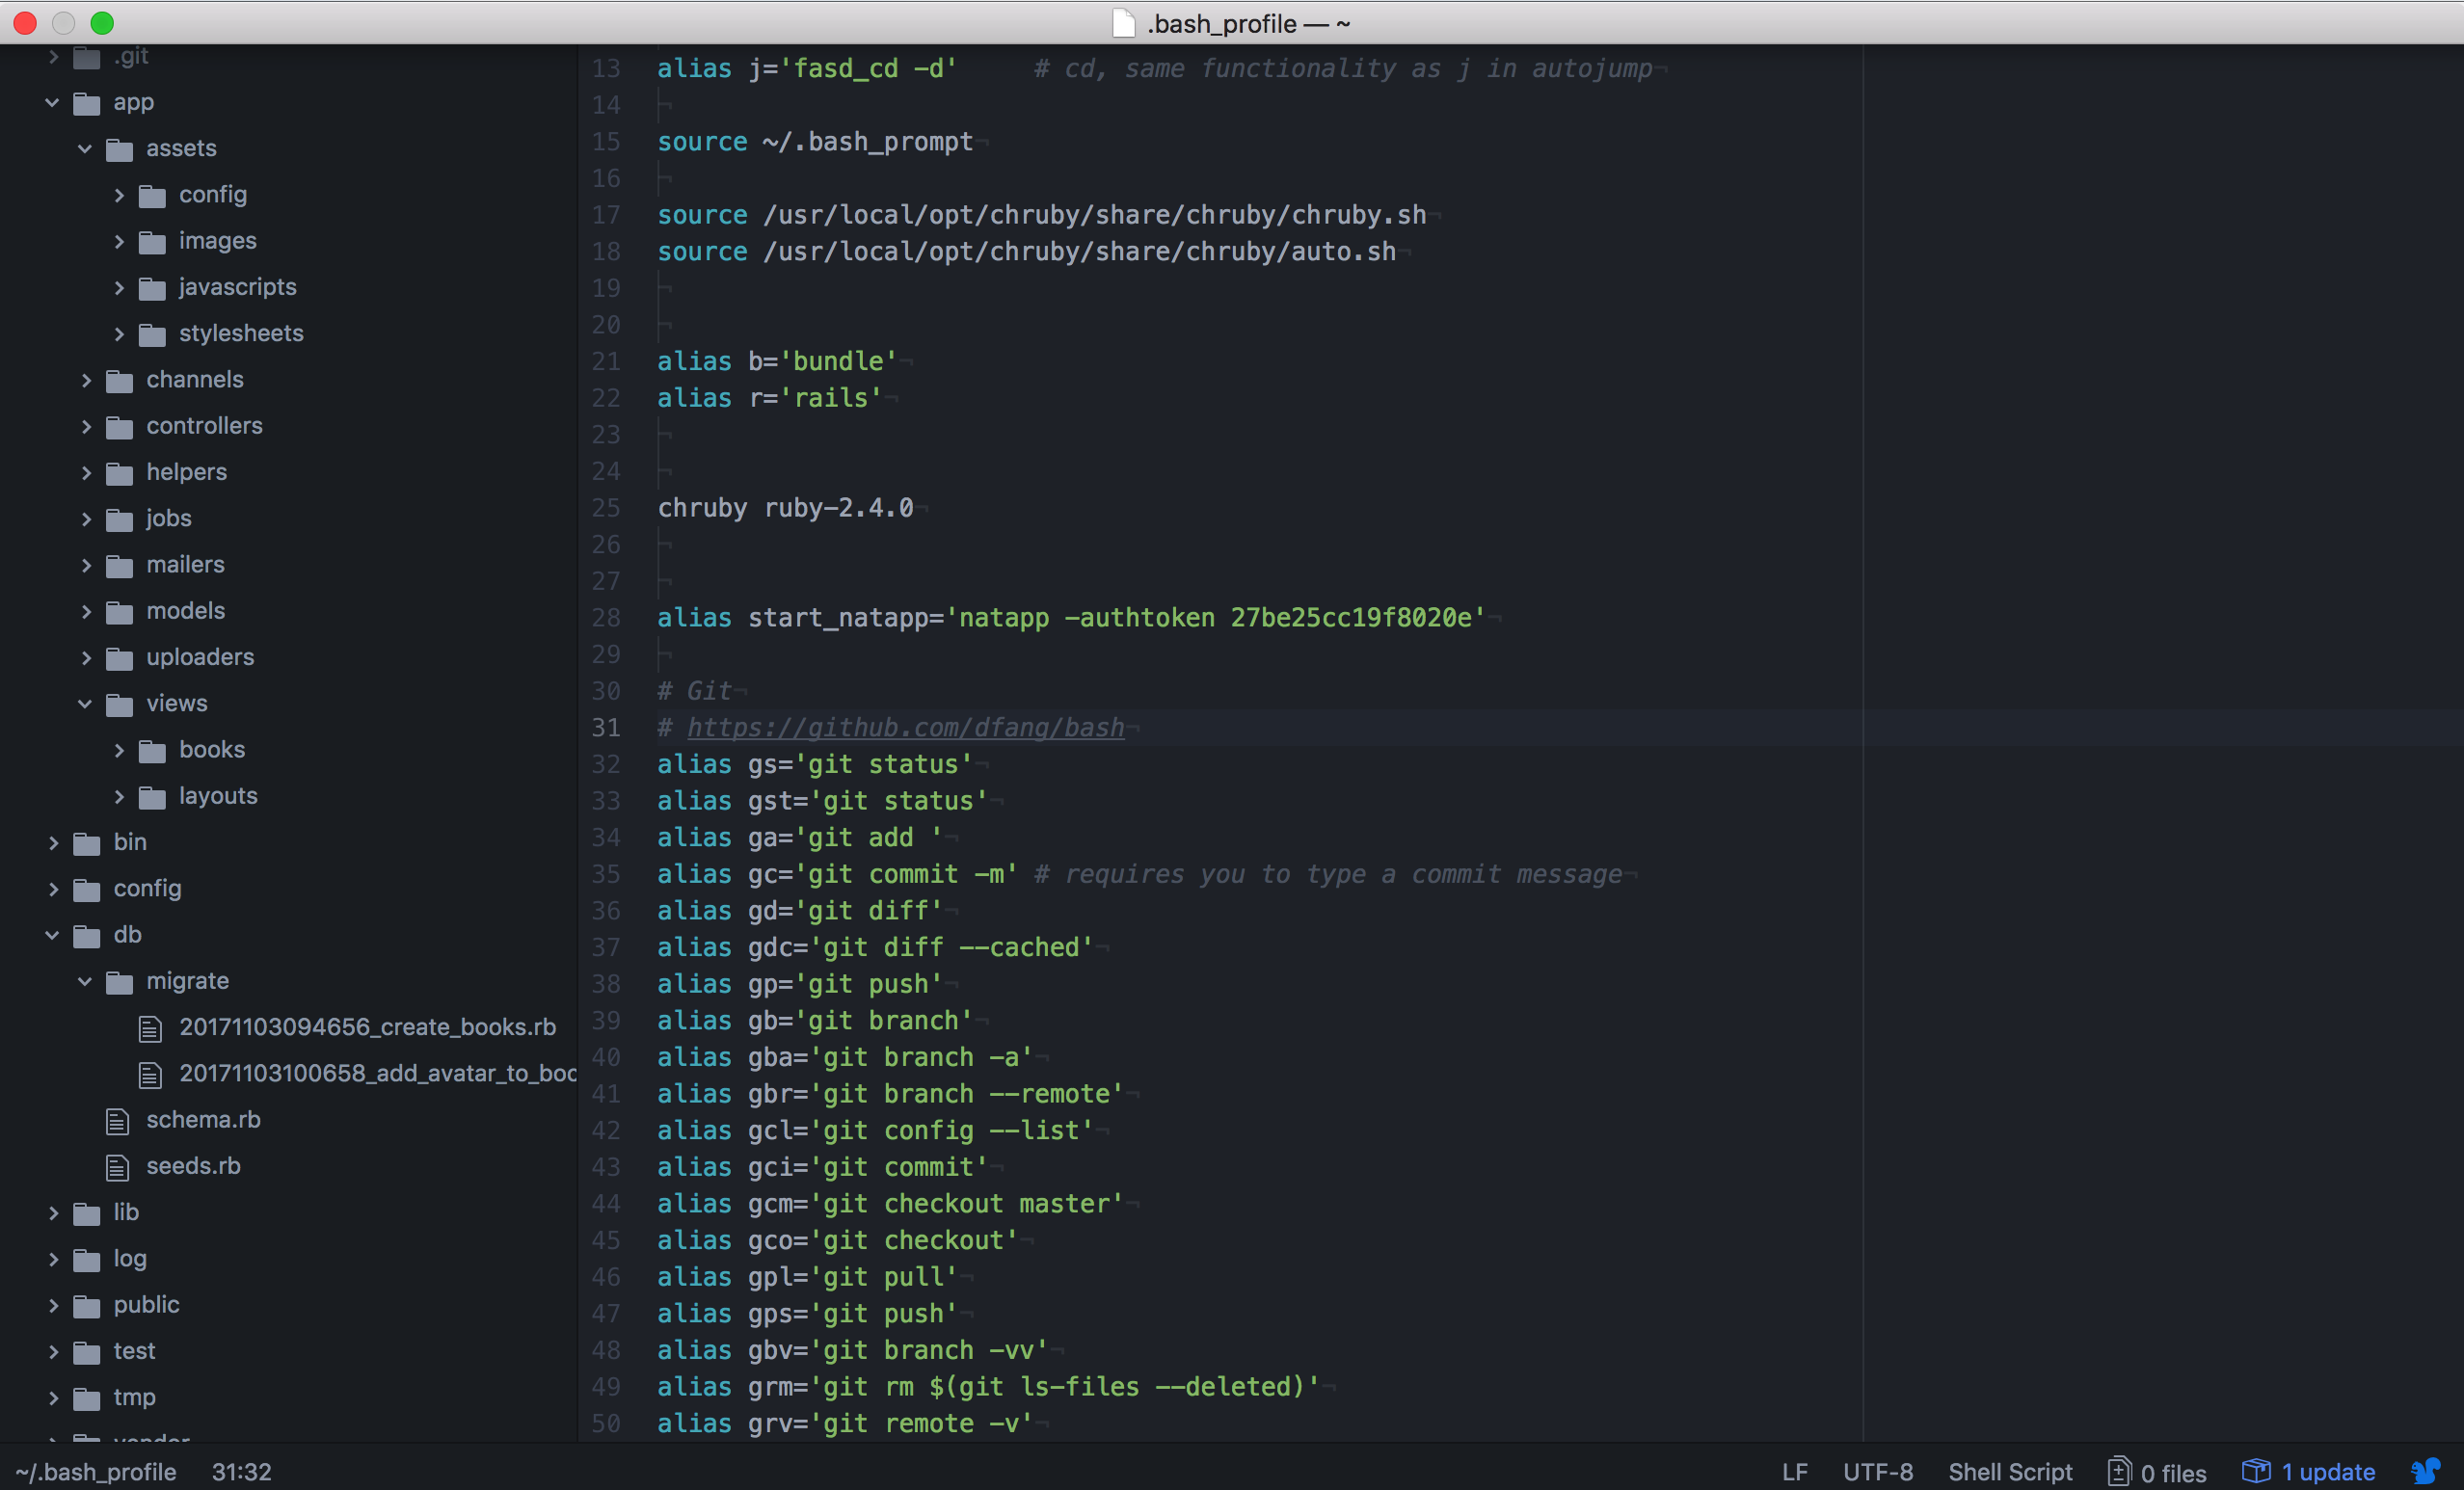 .bash_profile — ~
.git
app
assets
config
images
javascripts
stylesheets
channels
controllers
helpers
jobs
mailers
models
uploaders
views
books
layouts
bin
config
db
migrate
20171103094656_create_books.rb
20171103100658_add_avatar_to_boo
schema.rb
seeds.rb
lib
log
public
test
tmp
vendor
13 alias j='fasd_cd -d'     # cd, same functionality as j in autojump¬
14 ¬
15 source ~/.bash_prompt¬
16 ¬
17 source /usr/local/opt/chruby/share/chruby/chruby.sh¬
18 source /usr/local/opt/chruby/share/chruby/auto.sh¬
19 ¬
20 ¬
21 alias b='bundle'¬
22 alias r='rails'¬
23 ¬
24 ¬
25 chruby ruby-2.4.0¬
26 ¬
27 ¬
28 alias start_natapp='natapp -authtoken 27be25cc19f8020e'¬
29 ¬
30 # Git¬
31 # https://github.com/dfang/bash¬
32 alias gs='git status'¬
33 alias gst='git status'¬
34 alias ga='git add '¬
35 alias gc='git commit -m' # requires you to type a commit message¬
36 alias gd='git diff'¬
37 alias gdc='git diff --cached'¬
38 alias gp='git push'¬
39 alias gb='git branch'¬
40 alias gba='git branch -a'¬
41 alias gbr='git branch --remote'¬
42 alias gcl='git config --list'¬
43 alias gci='git commit'¬
44 alias gcm='git checkout master'¬
45 alias gco='git checkout'¬
46 alias gpl='git pull'¬
47 alias gps='git push'¬
48 alias gbv='git branch -vv'¬
49 alias grm='git rm $(git ls-files --deleted)'¬
50 alias grv='git remote -v'¬
~/.bash_profile 31:32 LF UTF-8 Shell Script 0 files 1 update